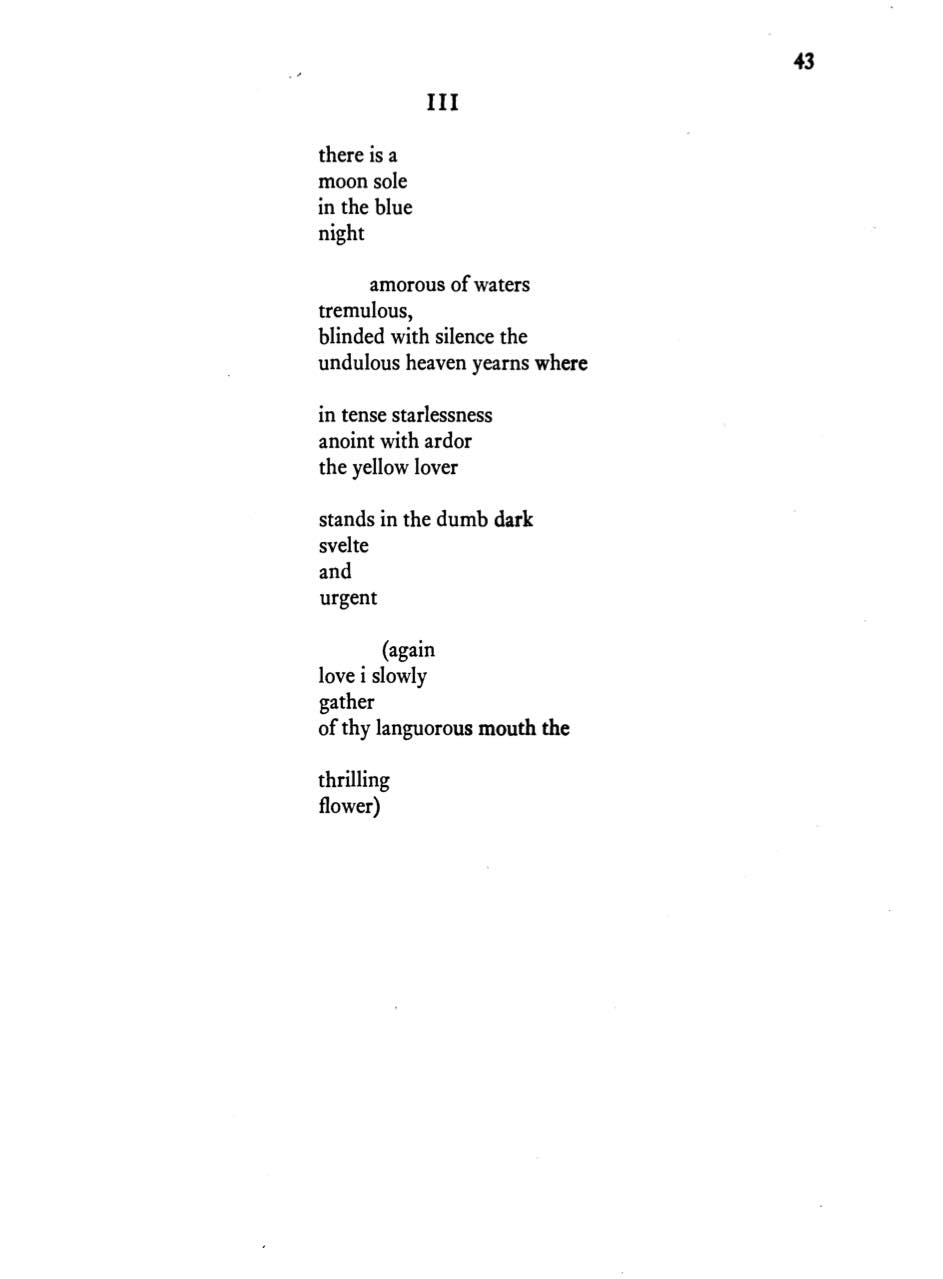 43
III
there is a
moon sole
in the blue
night
amorous of waters
tremulous,
blinded with silence the
undulous heaven yearns where
in tense starlessness
anoint with ardor
the yellow lover
stands in the dumb dark
svelte
and
urgent
(again
love i slowly
gather
of thy languorous mouth the
thrilling
flower)